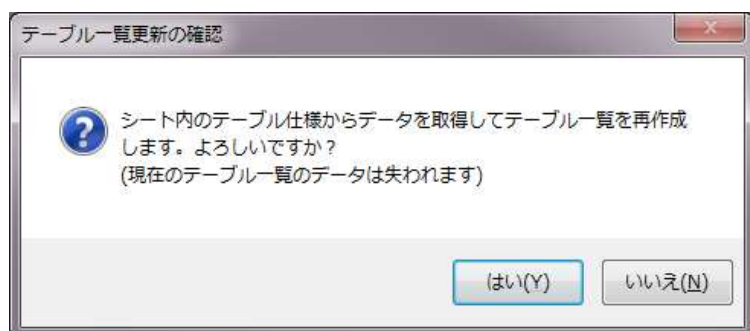 テーブル一覧更新の確認
シート内のテーブル仕様からデータを取得してテーブル一覧を再作成
します。よろしいですか?
(現在のテーブル一覧のデータは失われます)
はい(Y)
いいえ(N)